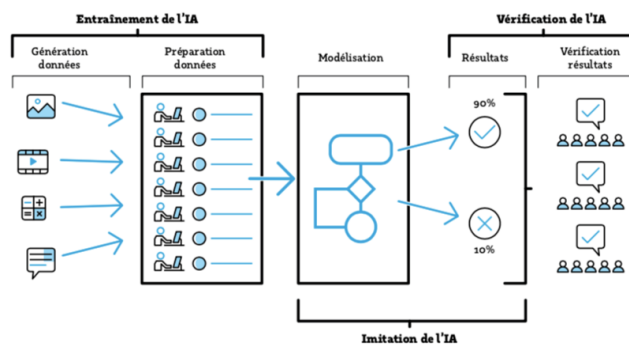 Entraînement de l'IA
Vérification de l'IA
Génération
données
Préparation
données
Modélisation
Résultats
Vérification
résultats
90%
10%
Imitation de l'IA